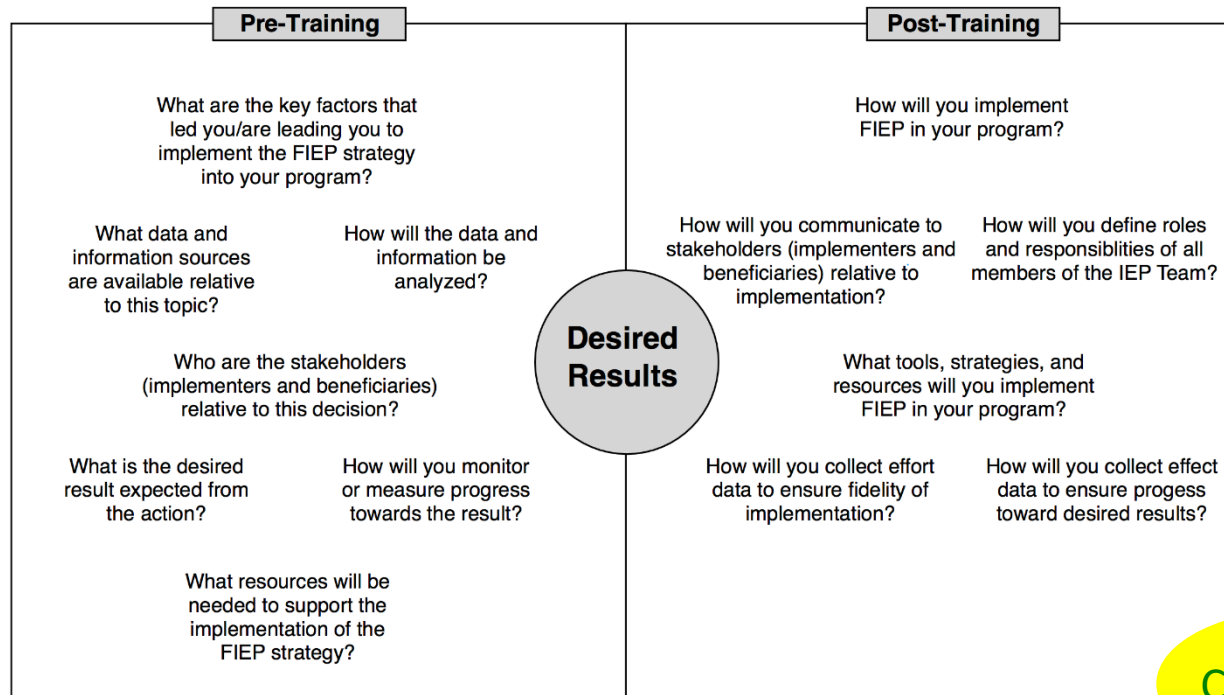 Pre-Training
What are the key factors that
led you/are leading you to
implement the FIEP strategy
into your program?
What data and
information sources
are available relative
to this topic?
How will the data and
information be
analyzed?
Who are the stakeholders
(implementers and beneficiaries)
relative to this decision?
What is the desired
result expected from
the action?
How will you monitor
or measure progress
towards the result?
What resources will be
needed to support the
implementation of the
FIEP strategy?
Desired
Results
Post-Training
How will you implement
FIEP in your program?
How will you communicate to
stakeholders (implementers and
beneficiaries) relative to
implementation?
How will you define roles
and responsiblities of all
members of the IEP Team?
What tools, strategies, and
resources will you implement
FIEP in your program?
How will you collect effort
data to ensure fidelity of
implementation?
How will you collect effect
data to ensure progess
toward desired results?